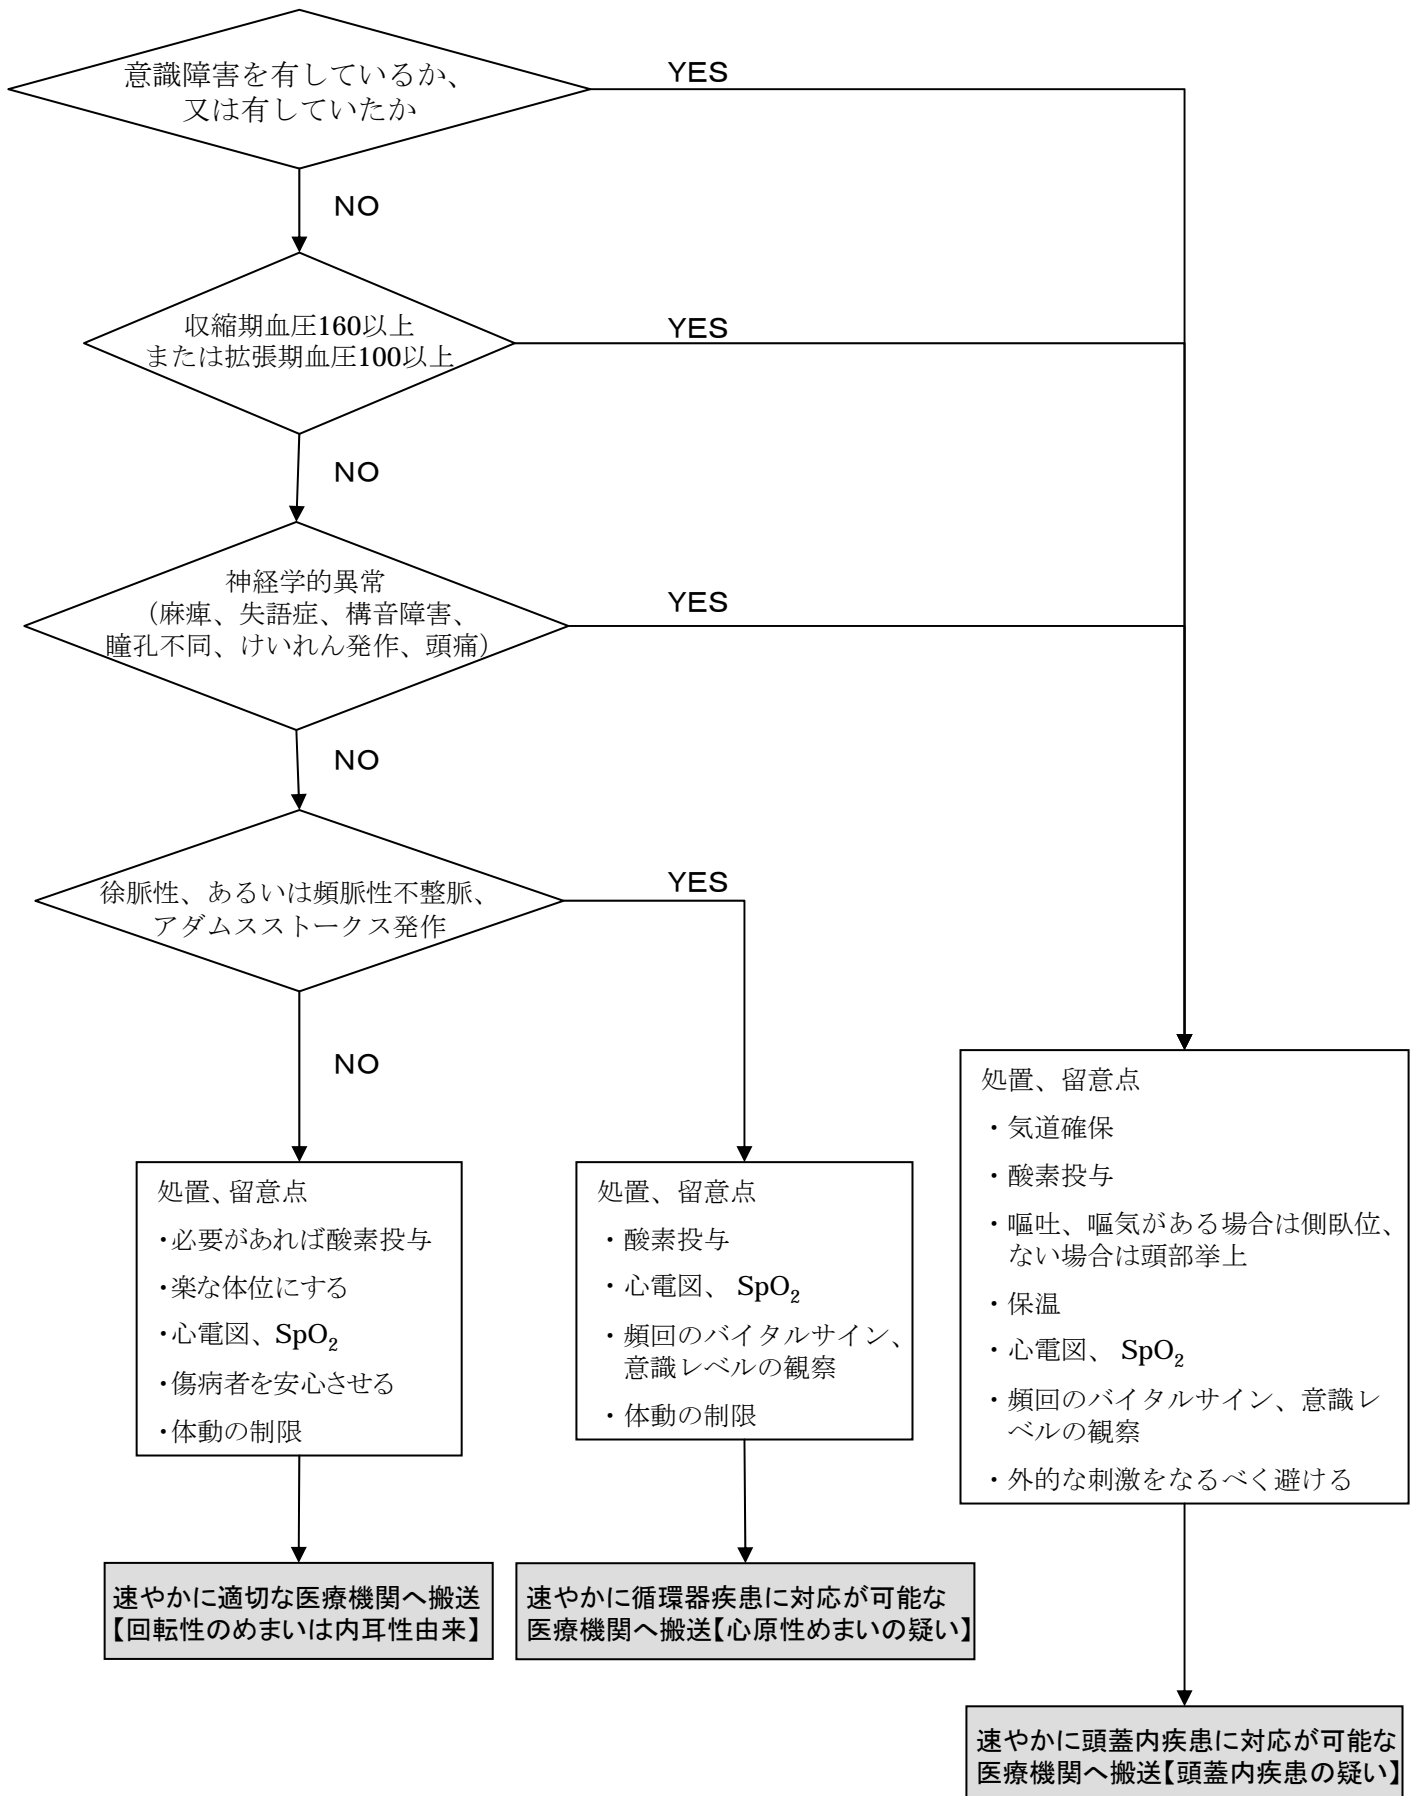 意識障害を有しているか、
又は有していたか
YES
NO
収縮期血圧160以上
または拡張期血圧100以上
YES
NO
神経学的異常
（麻痺、失語症、構音障害、
瞳孔不同、けいれん発作、頭痛）
YES
NO
徐脈性、あるいは頻脈性不整脈、
アダムスストークス発作
YES
NO
処置、留意点
・必要があれば酸素投与
・楽な体位にする
・心電図、SpO₂
・傷病者を安心させる
・体動の制限
処置、留意点
・酸素投与
・心電図、 SpO₂
・頻回のバイタルサイン、
意識レベルの観察
・体動の制限
処置、留意点
・気道確保
・酸素投与
・嘔吐、嘔気がある場合は側臥位、
ない場合は頭部挙上
・保温
・心電図、 SpO₂
・頻回のバイタルサイン、意識レ
ベルの観察
・外的な刺激をなるべく避ける
速やかに適切な医療機関へ搬送
【回転性のめまいは内耳性由来】
速やかに循環器疾患に対応が可能な
医療機関へ搬送【心原性めまいの疑い】
速やかに頭蓋内疾患に対応が可能な
医療機関へ搬送【頭蓋内疾患の疑い】